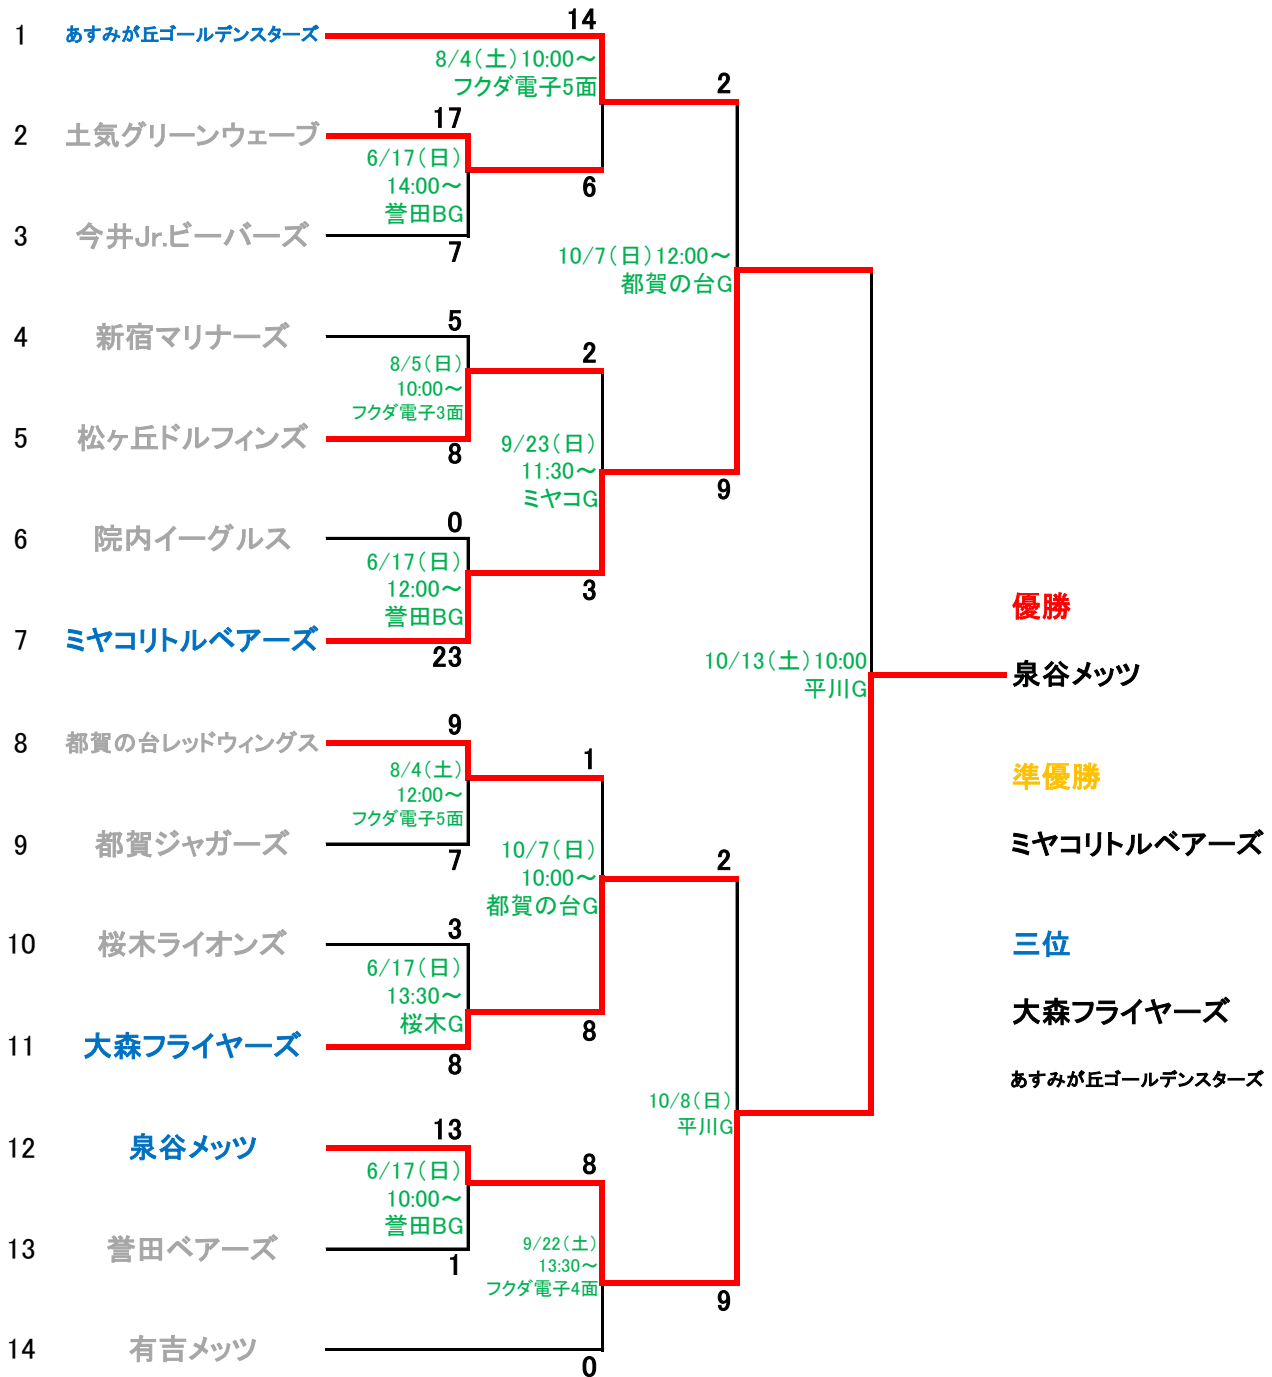 14
1 あすみが丘ゴールデンスターズ
8/4(土)10:00～
フクダ電子5面
2
17
2 土気グリーンウェーブ
6/17(日)
14:00～
誉田BG
6
3 今井Jr.ビーバーズ
7
10/7(日)12:00～
都賀の台G
5
4 新宿マリナーズ
2
8/5(日)
10:00～
フクダ電子3面
5 松ヶ丘ドルフィンズ
8
9/23(日)
11:30～
ミヤコG
9
0
6 院内イーグルス
6/17(日)
12:00～
誉田BG
3
7 ミヤコリトルベアーズ
23
優勝
10/13(土)10:00
平川G
泉谷メッツ
9
8 都賀の台レッドウィングス
1
8/4(土)
12:00～
フクダ電子5面
準優勝
9 都賀ジャガーズ
7
ミヤコリトルベアーズ
10/7(日)
10:00～
都賀の台G
2
3
10 桜木ライオンズ
三位
6/17(日)
13:30～
桜木G
8
大森フライヤーズ
11 大森フライヤーズ
8
あすみが丘ゴールデンスターズ
10/8(日)
平川G
13
12 泉谷メッツ
8
6/17(日)
10:00～
誉田BG
13 誉田ベアーズ
1
9/22(土)
13:30～
フクダ電子4面
9
14 有吉メッツ
0